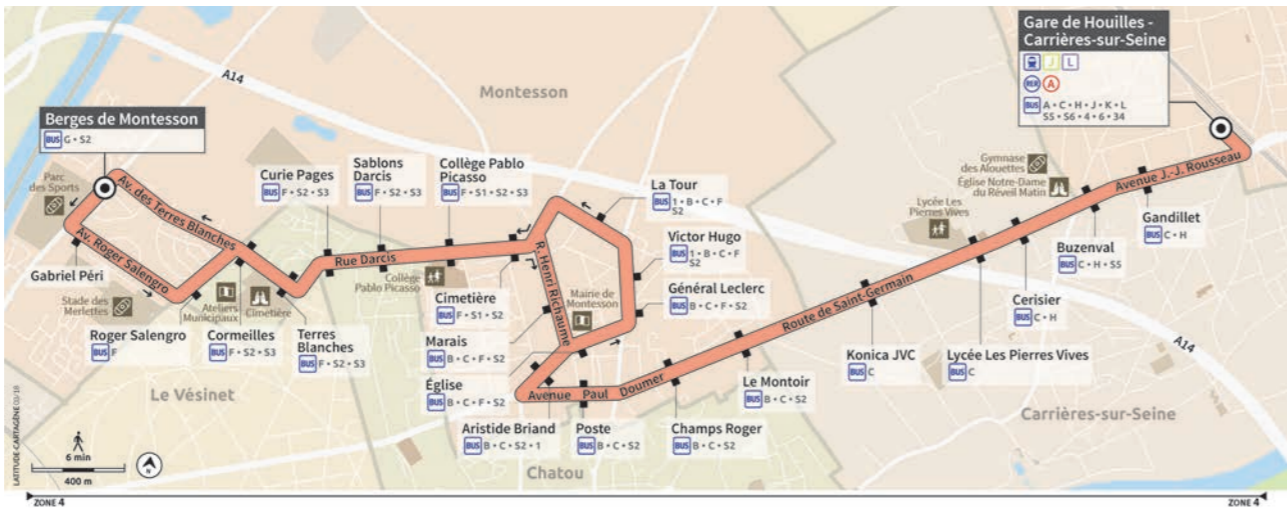 A14
Montesson
Gare de Houilles -
Carrières-sur-Seine
J L
RER A
BUS A • C • H • J • K • L
S5 • S6 • 4 • 6 • 34
Berges de Montesson
BUS G • S2
Parc
des Sports
Av. des Terres Blanches
Av. Roger Salengro
Gabriel Péri
Stade des
Merlettes
Roger Salengro
BUS F
Ateliers
Municipaux
Cormeilles
BUS F • S2 • S3
Cimetière
Terres
Blanches
BUS F • S2 • S3
Curie Pages
BUS F • S2 • S3
Sablons
Darcis
BUS F • S2 • S3
Collège Pablo
Picasso
BUS F • S1 • S2 • S3
Rue Darcis
Collège
Pablo Picasso
La Tour
BUS 1 • B • C • F
S2
Victor Hugo
BUS 1 • B • C • F
S2
Général Leclerc
BUS B • C • F • S2
R. Henri Richaume
Mairie de
Montesson
Cimetière
BUS F • S1 • S2
Marais
BUS B • C • F • S2
Église
BUS B • C • F • S2
Avenue Paul Doumer
Aristide Briand
BUS B • C • S2 • 1
Poste
BUS B • C • S2
Champs Roger
BUS B • C • S2
Le Montoir
BUS B • C • S2
Route de Saint-Germain
Konica JVC
BUS C
Lycée Les
Pierres Vives
Lycée Les Pierres Vives
BUS C
Gymnase
des Alouettes
Église Notre-Dame
du Réveil Matin
Cerisier
BUS C • H
Buzenval
BUS C • H • S5
Gandillet
BUS C • H
Avenue J.-J. Rousseau
A14
Le Vésinet
Chatou
Carrières-sur-Seine
6 min
400 m
N
ZONE 4
ZONE 4